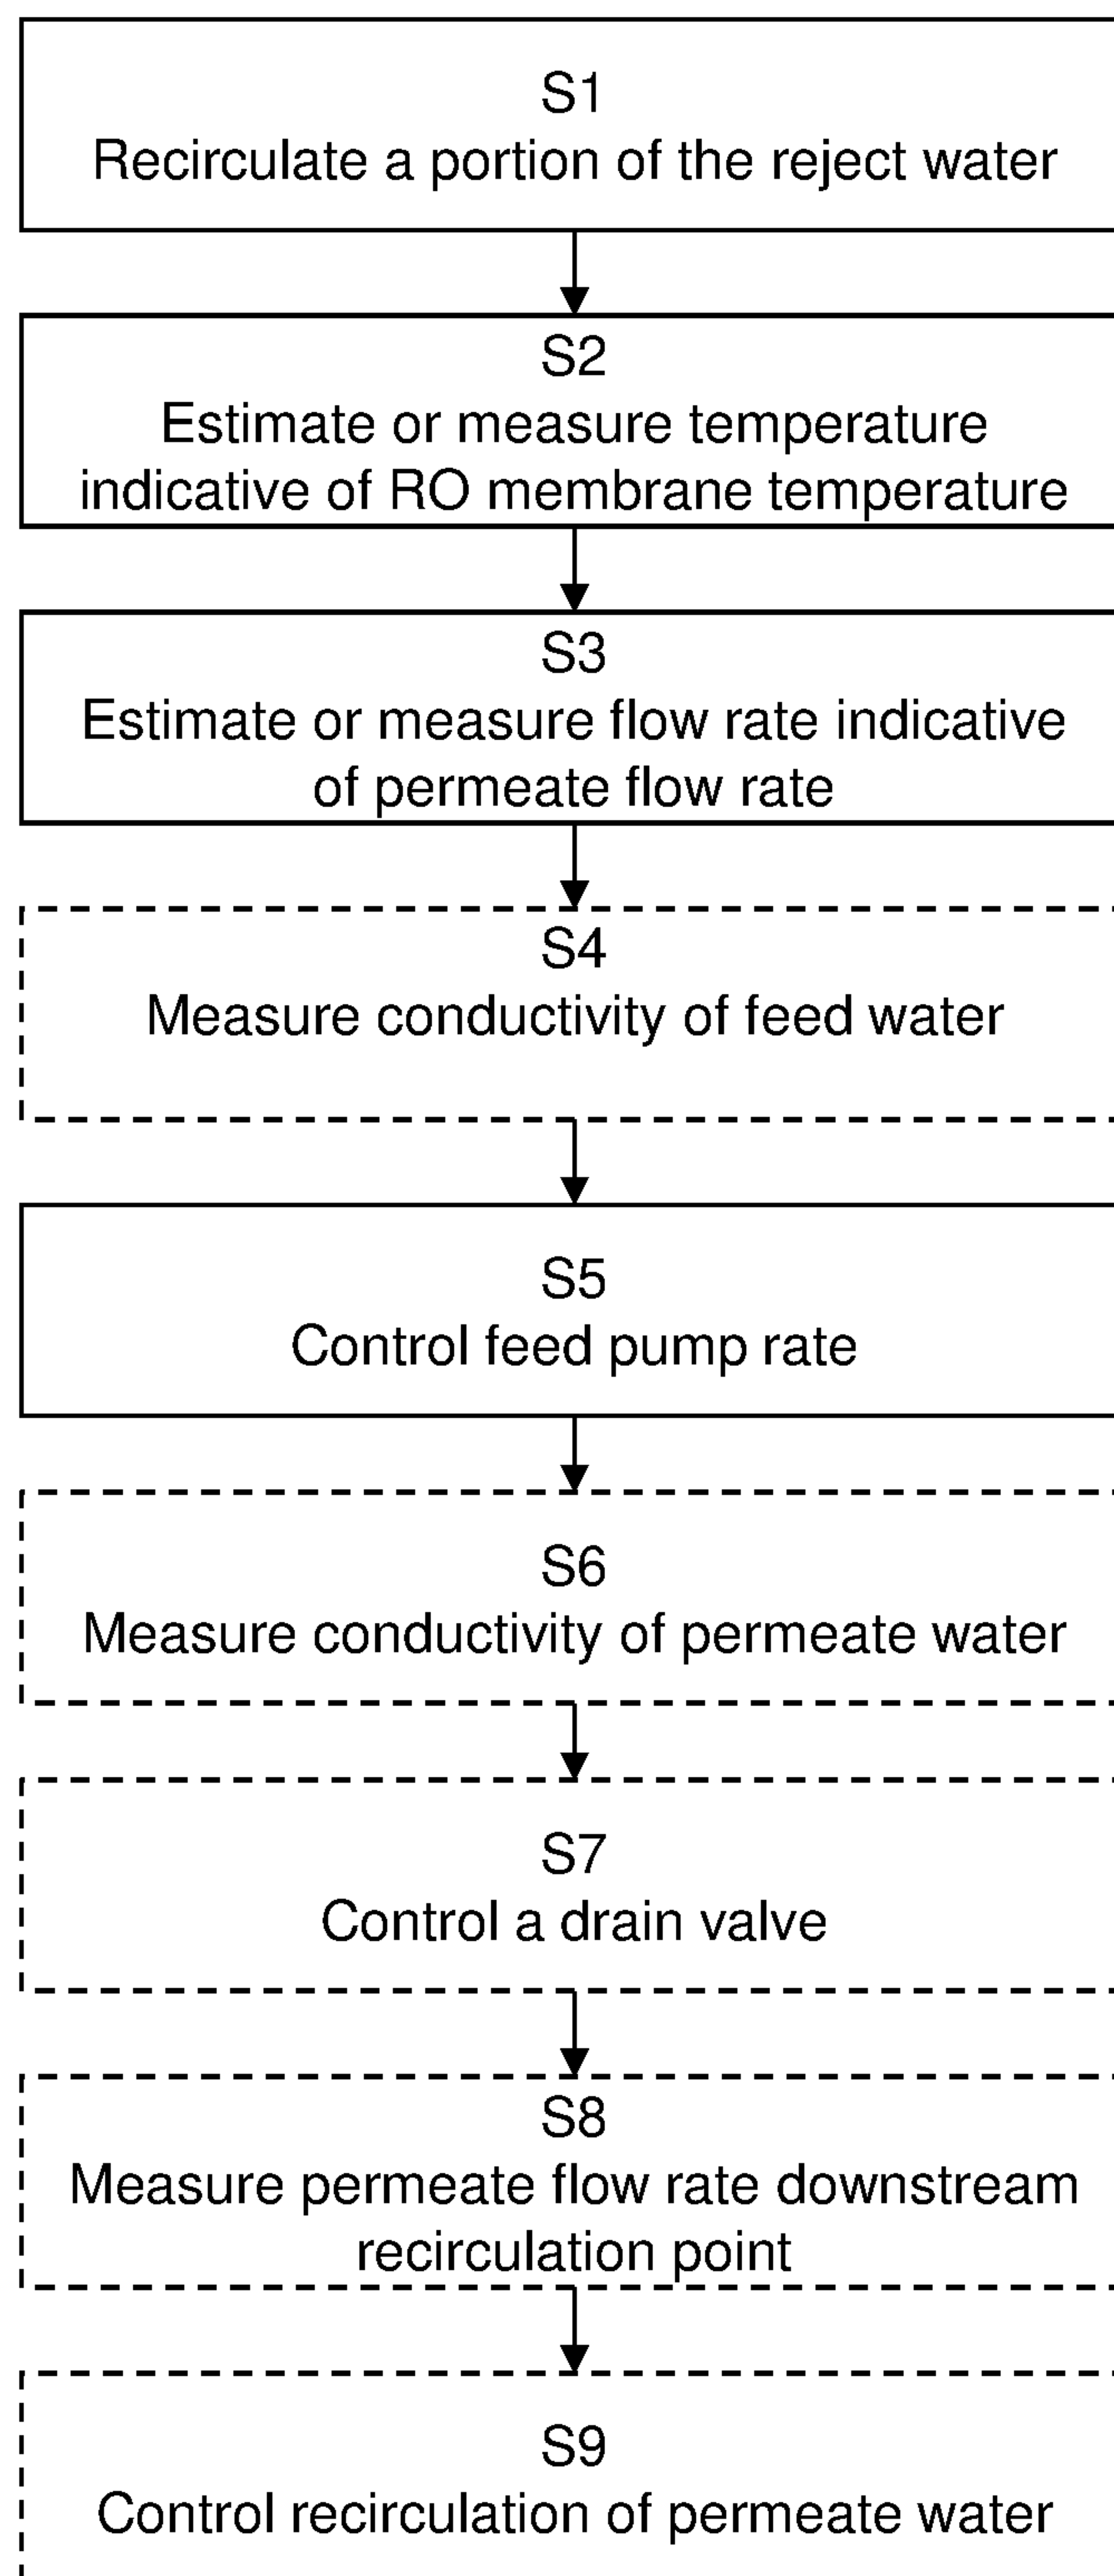 S1
Recirculate a portion of the reject water
S2
Estimate or measure temperature
indicative of RO membrane temperature
S3
Estimate or measure flow rate indicative
of permeate flow rate
S4
Measure conductivity of feed water
S5
Control feed pump rate
S6
Measure conductivity of permeate water
S7
Control a drain valve
S8
Measure permeate flow rate downstream
recirculation point
S9
Control recirculation of permeate water